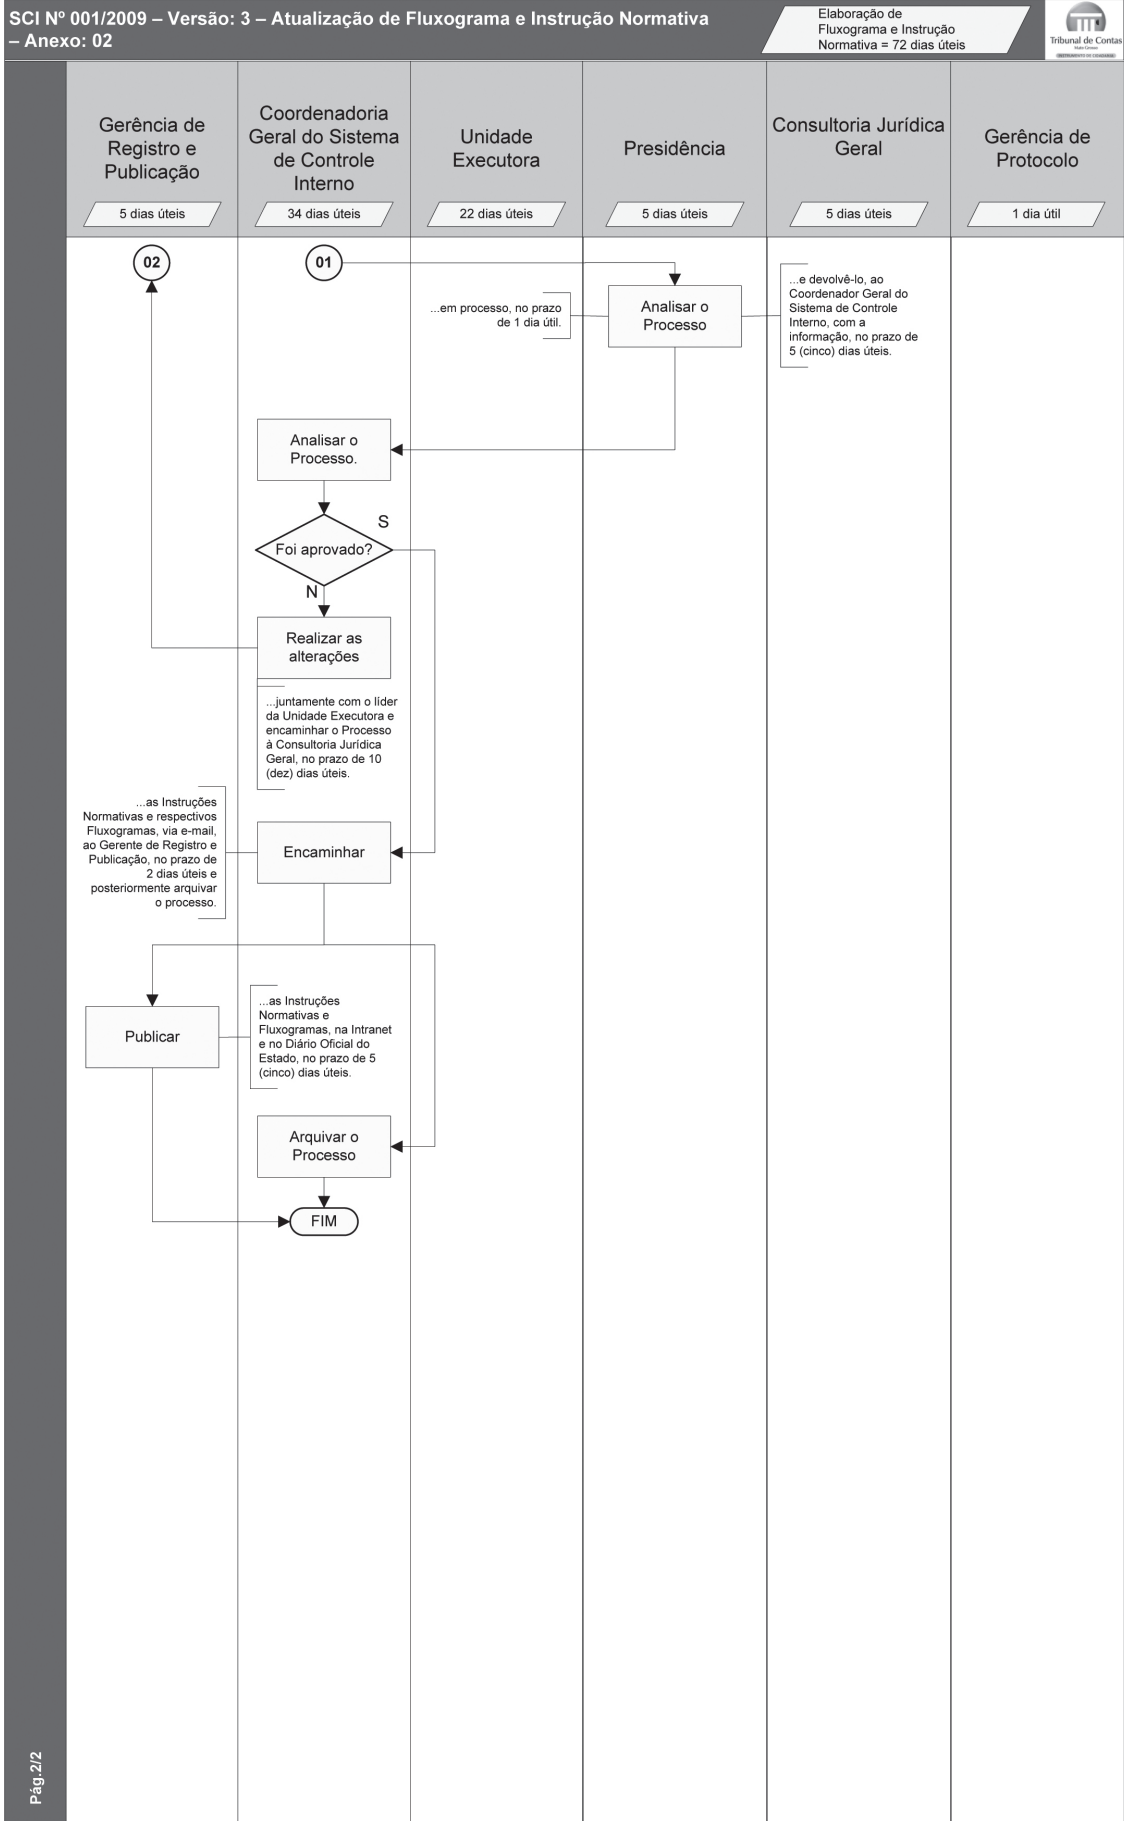 SCI Nº 001/2009 – Versão: 3 – Atualização de Fluxograma e Instrução Normativa
– Anexo: 02
Elaboração de
Fluxograma e Instrução
Normativa = 72 dias úteis
Tribunal de Contas
Mato Grosso
INSTRUMENTO DE CIDADANIA
Gerência de
Registro e
Publicação
5 dias úteis
Coordenadoria
Geral do Sistema
de Controle
Interno
34 dias úteis
Unidade
Executora
22 dias úteis
Presidência
5 dias úteis
Consultoria Jurídica
Geral
5 dias úteis
Gerência de
Protocolo
1 dia útil
02
01
...em processo, no prazo
de 1 dia útil.
Analisar o
Processo
...e devolvê-lo, ao
Coordenador Geral do
Sistema de Controle
Interno, com a
informação, no prazo de
5 (cinco) dias úteis.
Analisar o
Processo.
S
Foi aprovado?
N
Realizar as
alterações
...juntamente com o líder
da Unidade Executora e
encaminhar o Processo
à Consultoria Jurídica
Geral, no prazo de 10
(dez) dias úteis.
...as Instruções
Normativas e respectivos
Fluxogramas, via e-mail,
ao Gerente de Registro e
Publicação, no prazo de
2 dias úteis e
posteriormente arquivar
o processo.
Encaminhar
Publicar
...as Instruções
Normativas e
Fluxogramas, na Intranet
e no Diário Oficial do
Estado, no prazo de 5
(cinco) dias úteis.
Arquivar o
Processo
FIM
Pág.2/2